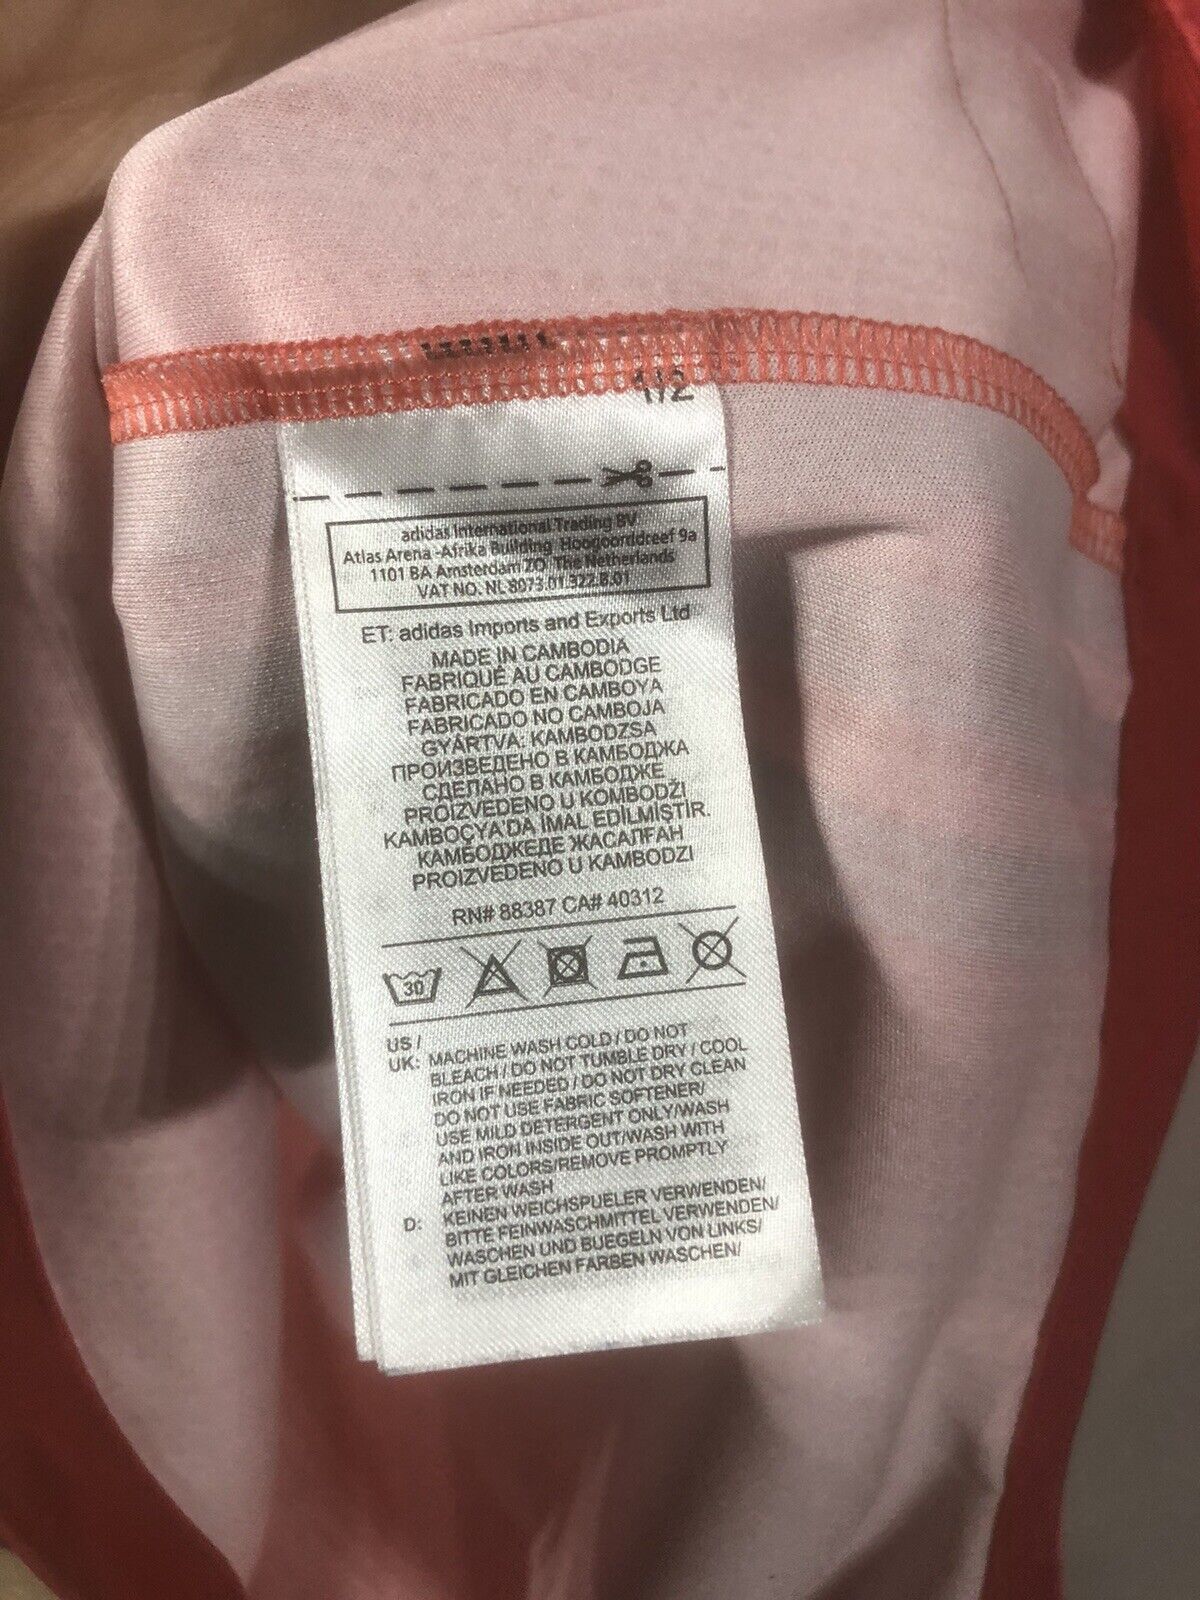 1/2
adidas International Trading BV
Atlas Arena -Afrika Building Hoogoorddreef 9a
1101 BA Amsterdam ZO The Netherlands
VAT NO. NL 8073.01.322.B.01
ET: adidas Imports and Exports Ltd
MADE IN CAMBODIA
FABRIQUÉ AU CAMBODGE
FABRICADO EN CAMBOYA
FABRICADO NO CAMBOJA
GYÁRTVA: KAMBODZSA
ПРОИЗВЕДЕНО В КАМБОДЖА
СДЕЛАНО В КАМБОДЖЕ
PROIZVEDENO U KOMBODŽI
KAMBOÇYA'DA İMAL EDİLMİŞTİR.
КАМБОДЖЕДЕ ЖАСАЛҒАН
PROIZVEDENO U KAMBODZI
RN# 88387 CA# 40312
30
US /
UK: MACHINE WASH COLD / DO NOT
BLEACH / DO NOT TUMBLE DRY / COOL
IRON IF NEEDED / DO NOT DRY CLEAN
DO NOT USE FABRIC SOFTENER/
USE MILD DETERGENT ONLY/WASH
AND IRON INSIDE OUT/WASH WITH
LIKE COLORS/REMOVE PROMPTLY
AFTER WASH
D: KEINEN WEICHSPUELER VERWENDEN/
BITTE FEINWASCHMITTEL VERWENDEN/
WASCHEN UND BUEGELN VON LINKS/
MIT GLEICHEN FARBEN WASCHEN/